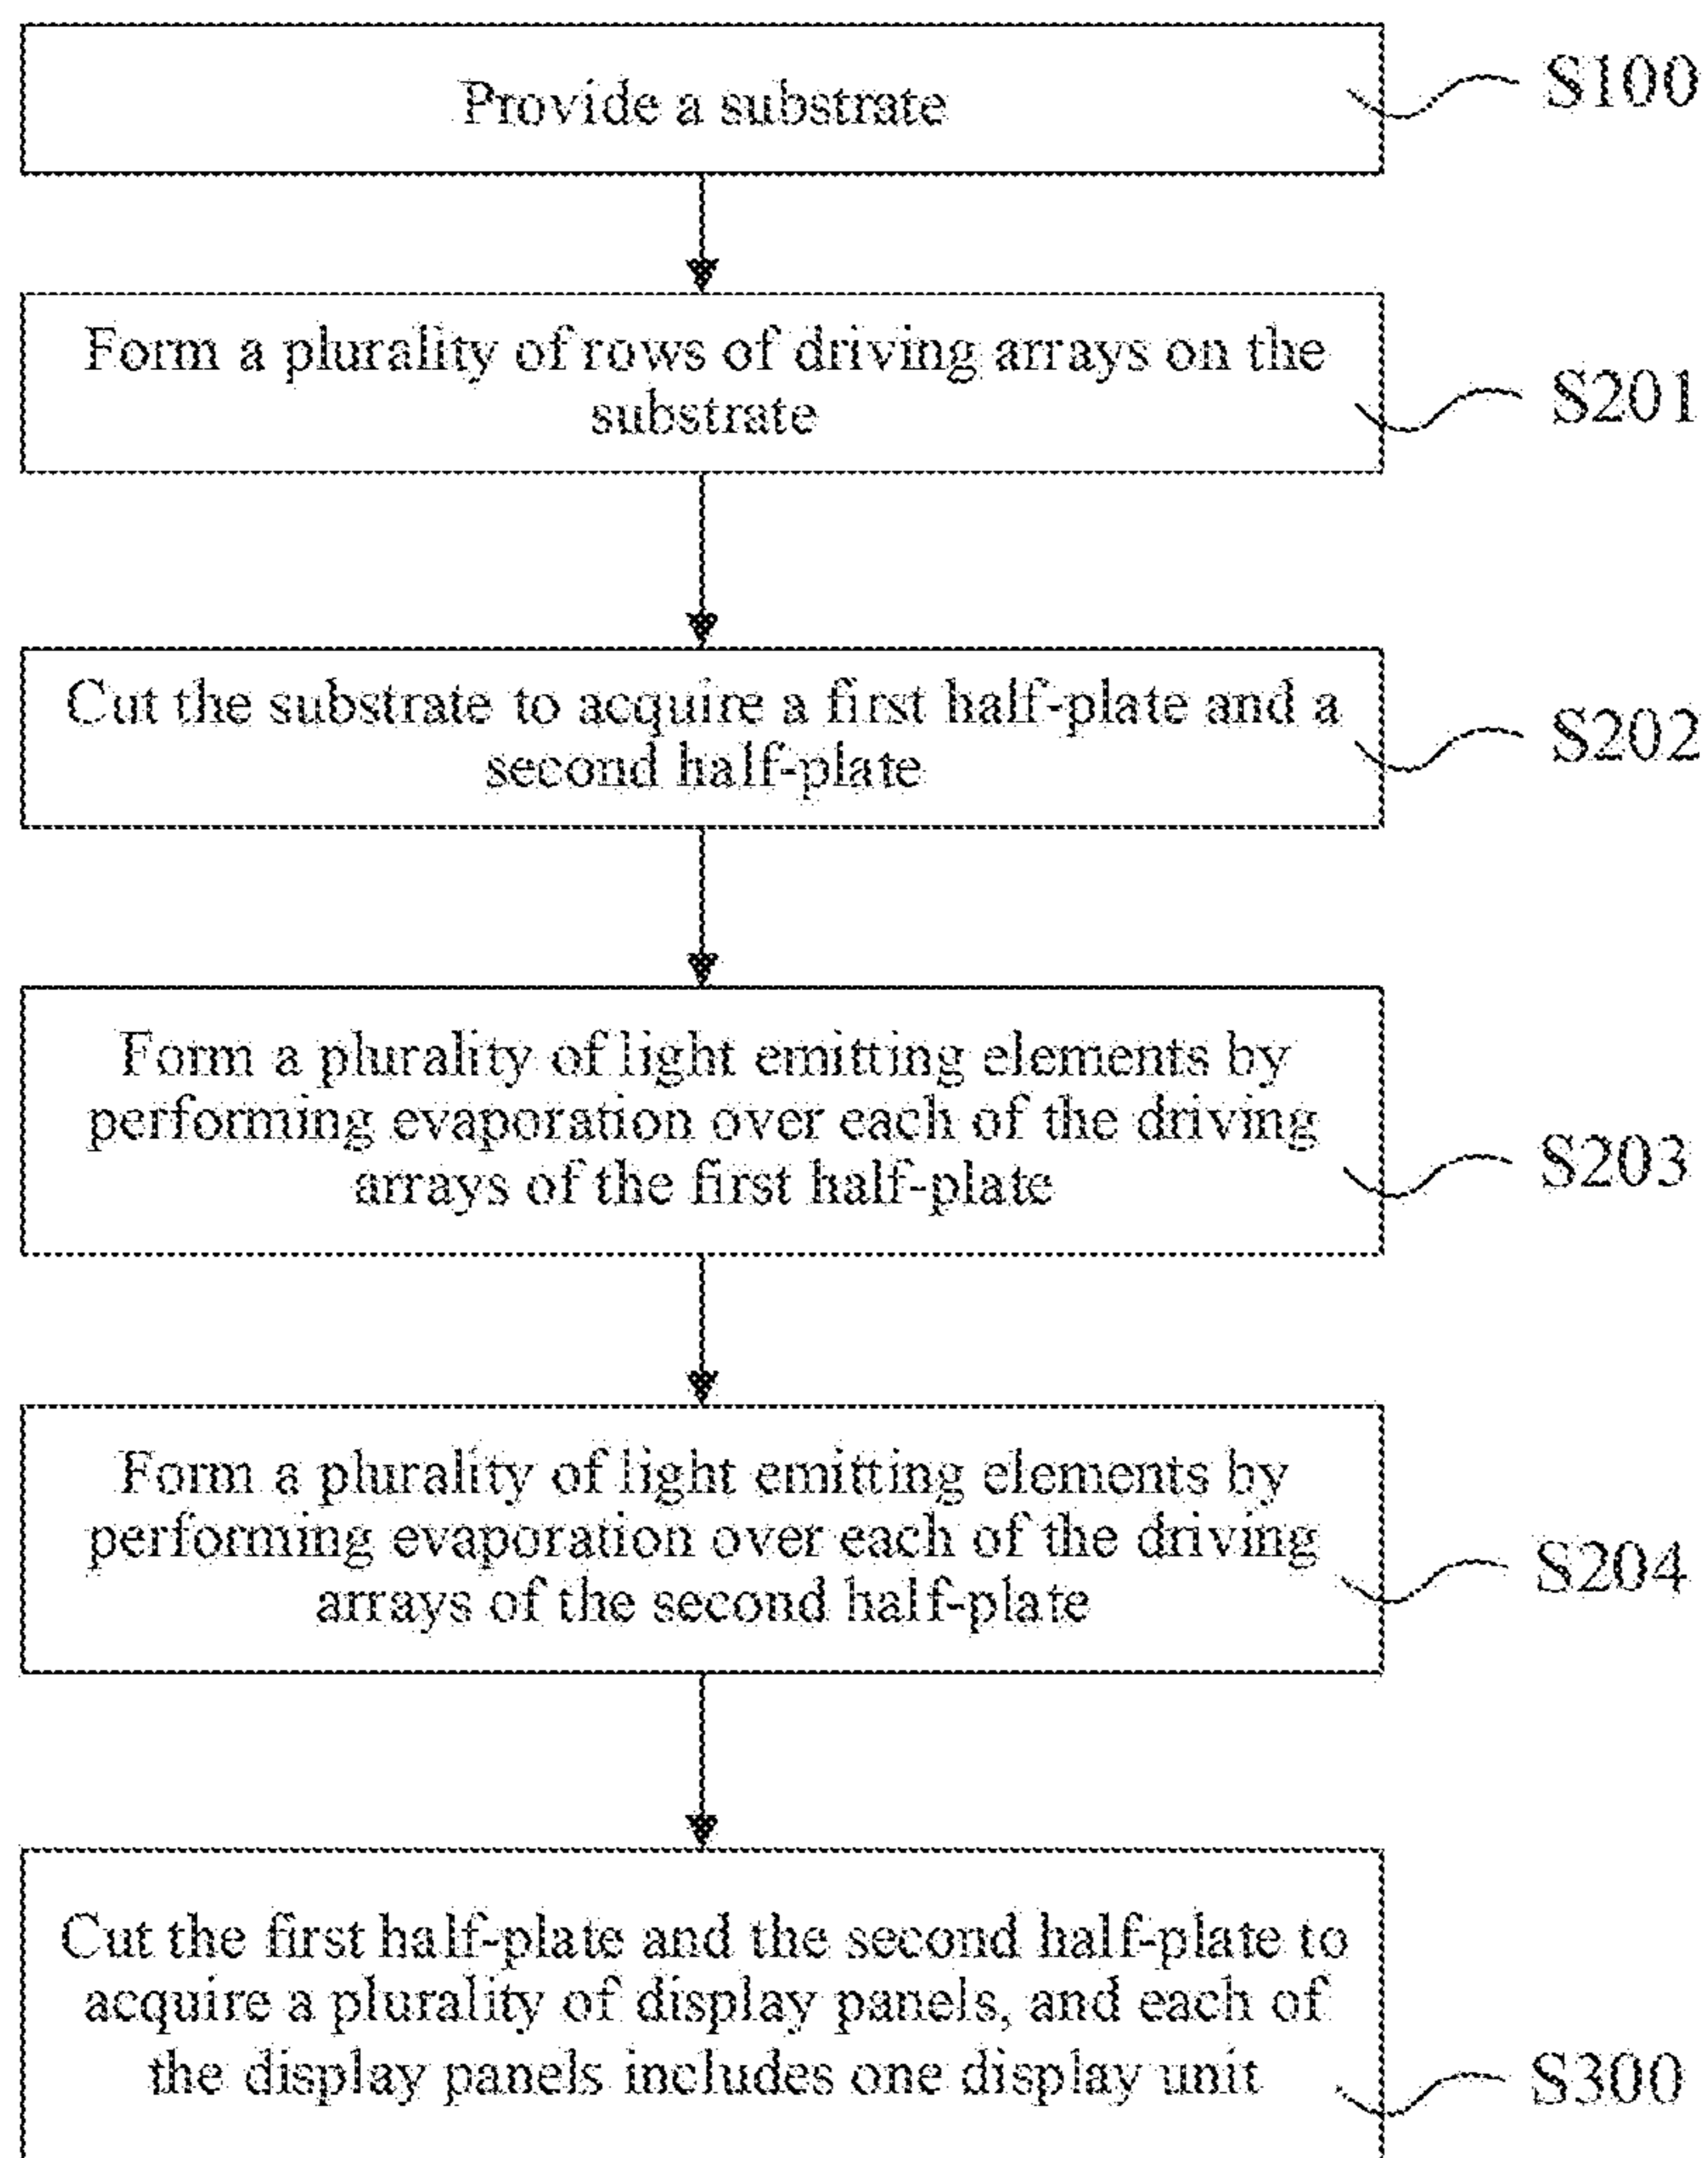 Provide a substrate
S100
Form a plurality of rows of driving arrays on the
substrate
S201
Cut the substrate to acquire a first half-plate and a
second half-plate
S202
Form a plurality of light emitting elements by
performing evaporation over each of the driving
arrays of the first half-plate
S203
Form a plurality of light emitting elements by
performing evaporation over each of the driving
arrays of the second half-plate
S204
Cut the first half-plate and the second half-plate to
acquire a plurality of display panels, and each of
the display panels includes one display unit
S300